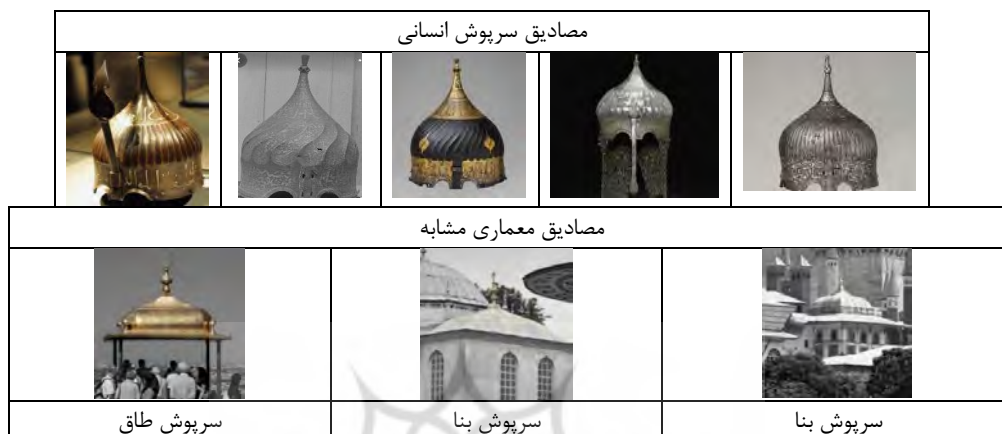 مصادیق سرپوش انسانی
مصادیق معماری مشابه
سرپوش بنا
سرپوش بنا
سرپوش طاق